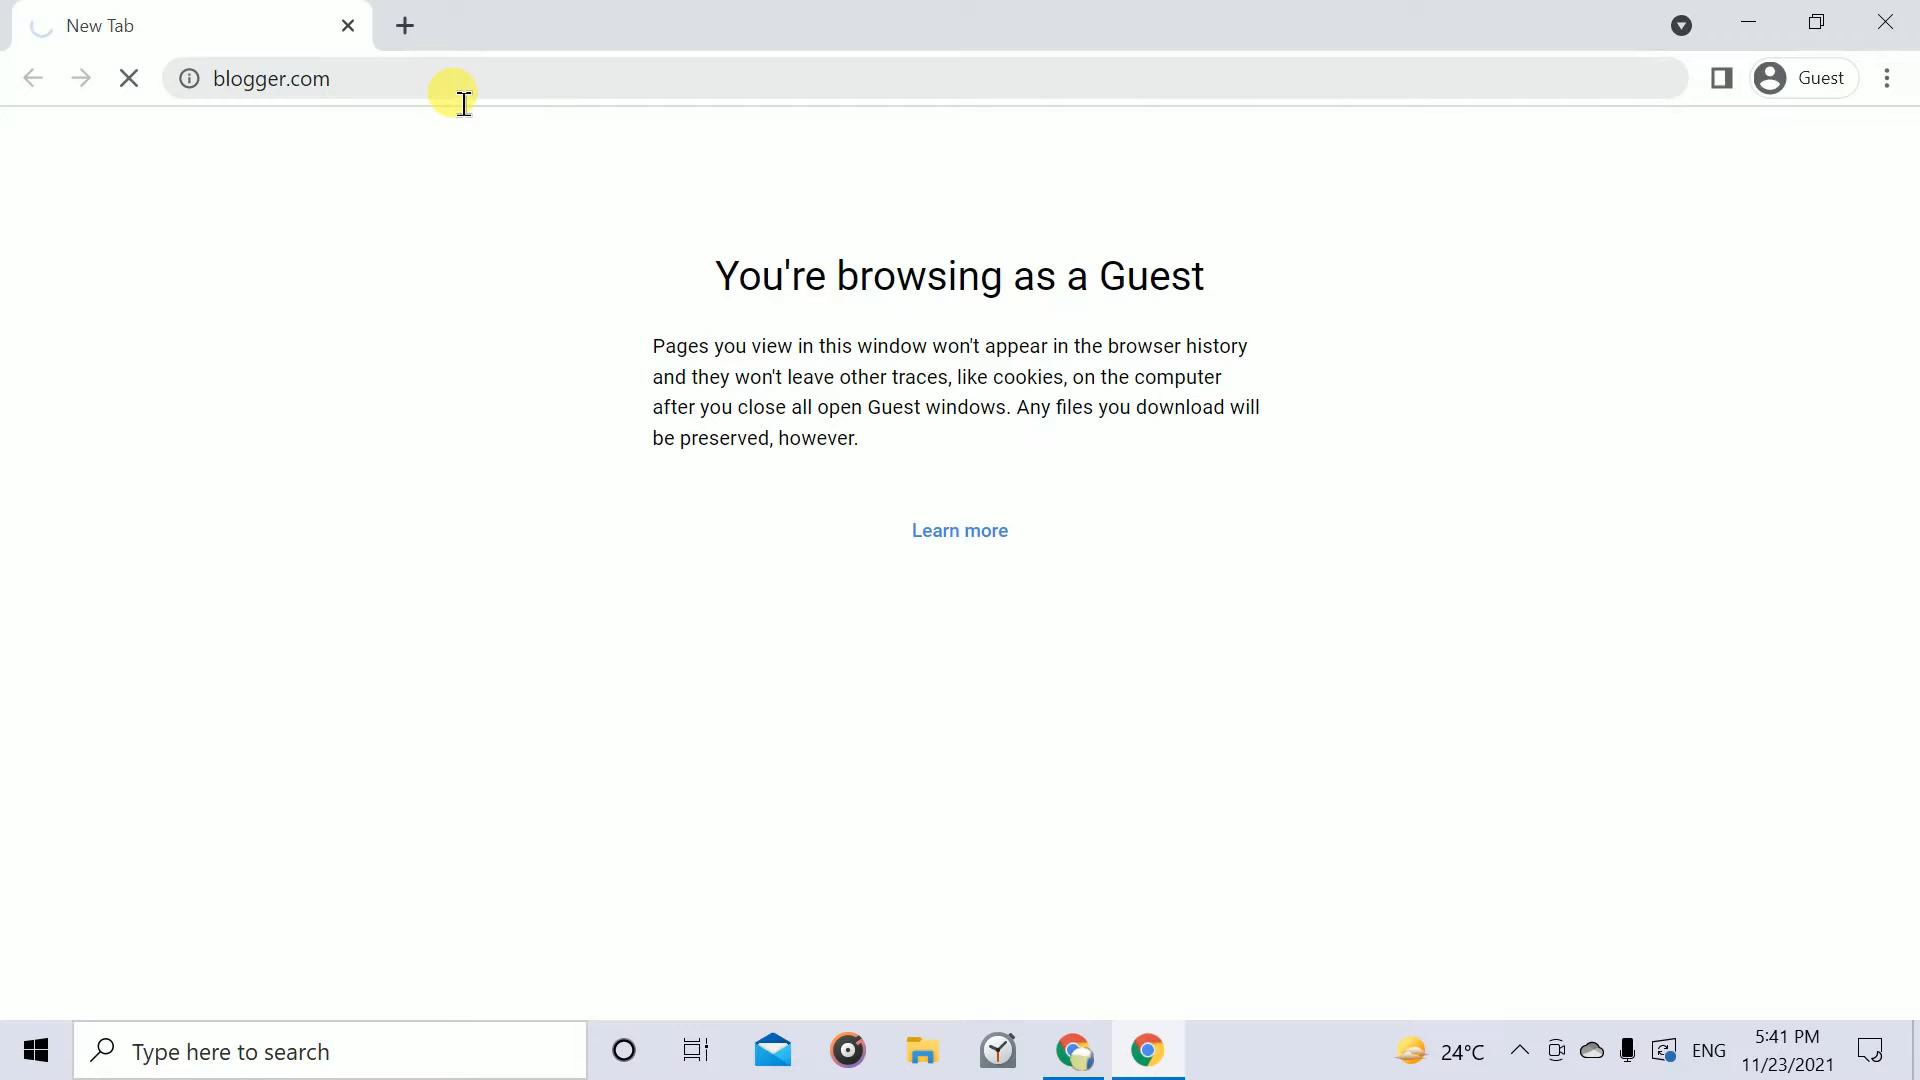 New Tab
blogger.com
Guest
You're browsing as a Guest
Pages you view in this window won't appear in the browser history
and they won't leave other traces, like cookies, on the computer
after you close all open Guest windows. Any files you download will
be preserved, however.
Learn more
Type here to search
24°C
ENG
5:41 PM
11/23/2021